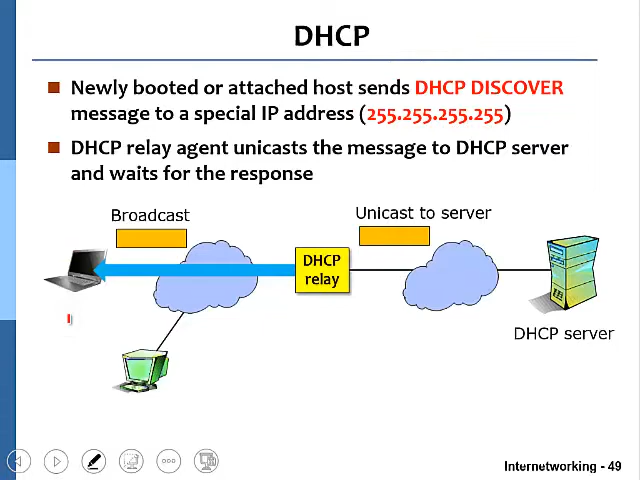 DHCP
Newly booted or attached host sends DHCP DISCOVER
message to a special IP address (255.255.255.255)
DHCP relay agent unicasts the message to DHCP server
and waits for the response
Broadcast
Unicast to server
DHCP
relay
DHCP server
Internetworking - 49